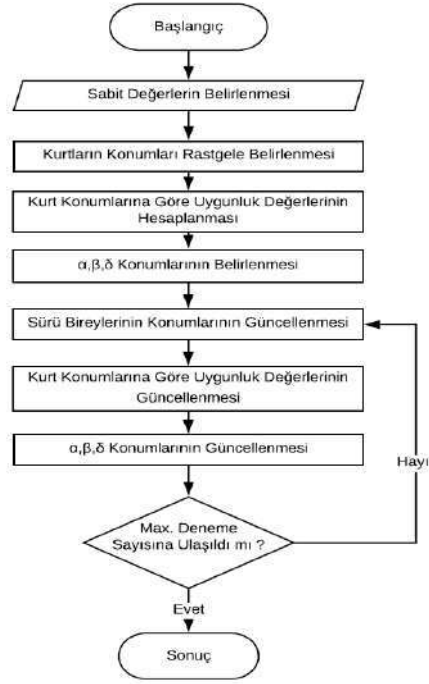 Başlangıç
Sabit Değerlerin Belirlenmesi
Kurtların Konumları Rastgele Belirlenmesi
Kurt Konumlarına Göre Uygunluk Değerlerinin
Hesaplanması
α,β,δ Konumlarının Belirlenmesi
Sürü Bireylerinin Konumlarının Güncellenmesi
Kurt Konumlarına Göre Uygunluk Değerlerinin
Güncellenmesi
α,β,δ Konumlarının Güncellenmesi
Hayı
Max. Deneme
Sayısına Ulaşıldı mı ?
Evet
Sonuç